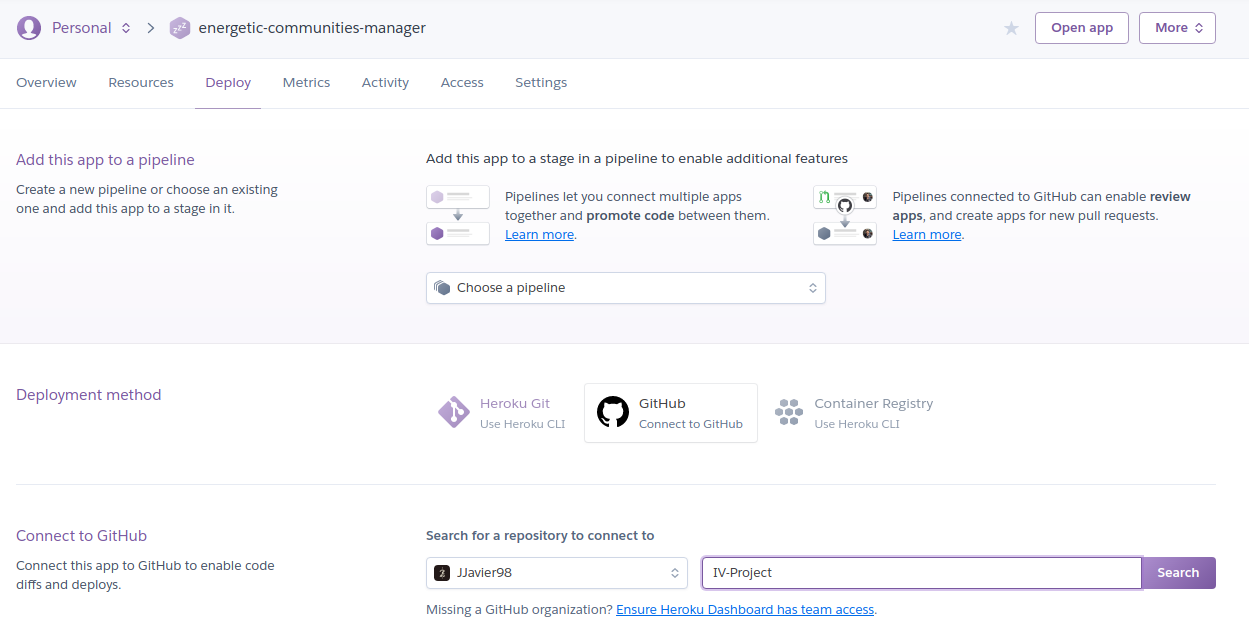 Personal energetic-communities-manager Open app More
Overview Resources Deploy Metrics Activity Access Settings
Add this app to a pipeline
Create a new pipeline or choose an existing
one and add this app to a stage in it.
Add this app to a stage in a pipeline to enable additional features
Pipelines let you connect multiple apps
together and promote code between them.
Learn more.
Pipelines connected to GitHub can enable review
apps, and create apps for new pull requests.
Learn more.
Choose a pipeline
Deployment method
Heroku Git
Use Heroku CLI
GitHub
Connect to GitHub
Container Registry
Use Heroku CLI
Connect to GitHub
Connect this app to GitHub to enable code
diffs and deploys.
Search for a repository to connect to
JJavier98 IV-Project Search
Missing a GitHub organization? Ensure Heroku Dashboard has team access.